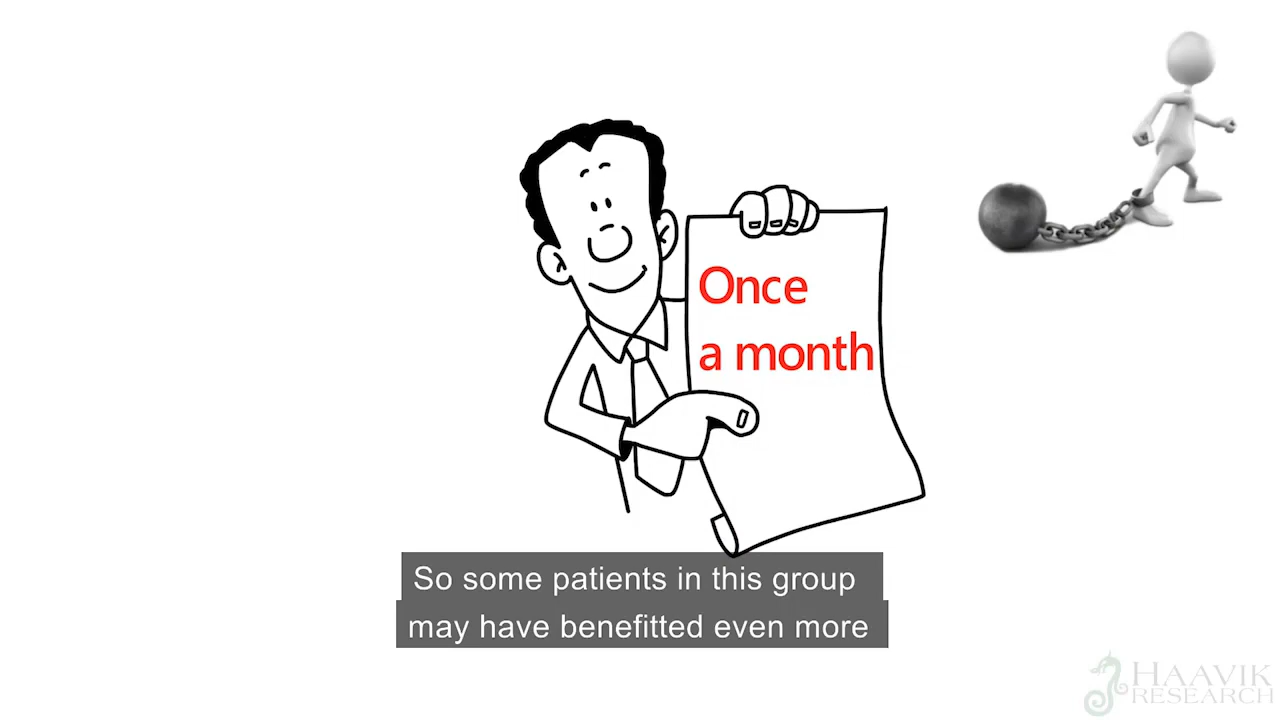 Once
a month
So some patients in this group
may have benefitted even more
HAAVIK
RESEARCH